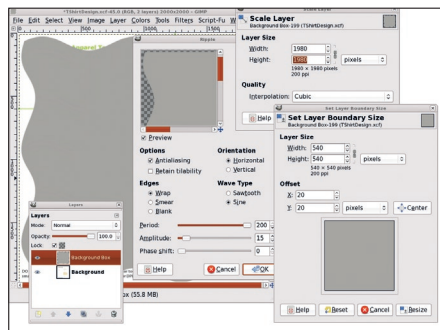 *TShirtDesign.xcf-85.0 (RGB, 2 layers) 2000x2000 – GIMP
File Edit Select View Image Layer Colors Tools Filters Script-Fu
Ripple
Preview
Options
Antialiasing
Retain tilability
Orientation
Horizontal
Vertical
Edges
Wrap
Smear
Blank
Wave Type
Sawtooth
Sine
Period: 200
Amplitude: 15
Phase shift: 0
Help Cancel OK
Scale Layer
Background Box-199 (TShirtDesign.xcf)
Layer Size
Width: 1980
Height: 1980 pixels
1980 × 1980 pixels
200 ppi
Quality
Interpolation: Cubic
Help
Set Layer Boundary Size
Set Layer Boundary Size
Background Box-199 (TShirtDesign.xcf)
Layer Size
Width: 540
Height: 540 pixels
540 × 540 pixels
200 ppi
Offset
X: 20
Y: 20 pixels Center
Help Reset Resize
Layers
Layers
Mode: Normal
Opacity: 100.0
Lock:
Background Box
Background
ox (55.8 MB)